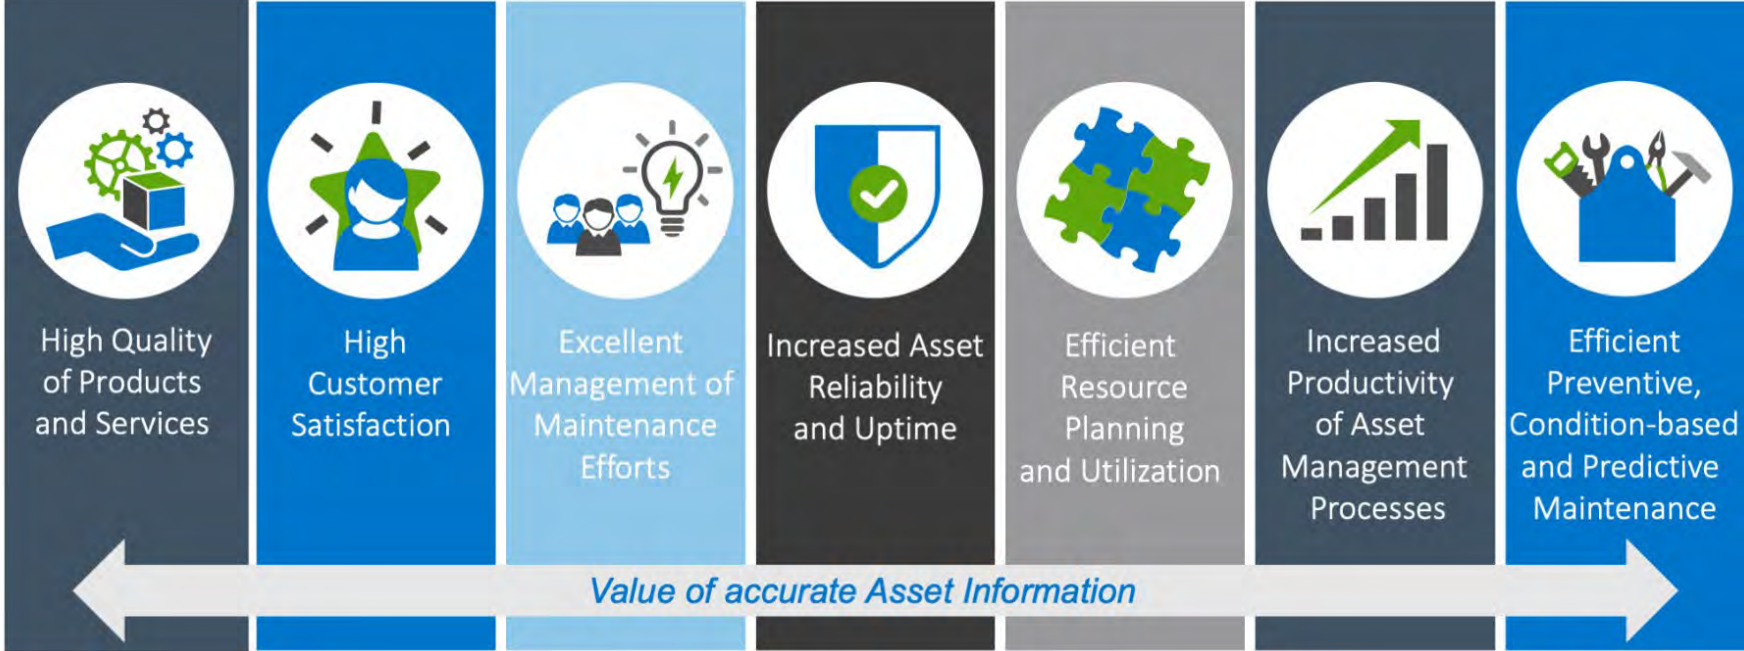 High Quality
of Products
and Services
High
Customer
Satisfaction
Excellent
Management of
Maintenance
Efforts
Increased Asset
Reliability
and Uptime
Efficient
Resource
Planning
and Utilization
Increased
Productivity
of Asset
Management
Processes
Efficient
Preventive,
Condition-based
and Predictive
Maintenance
Value of accurate Asset Information